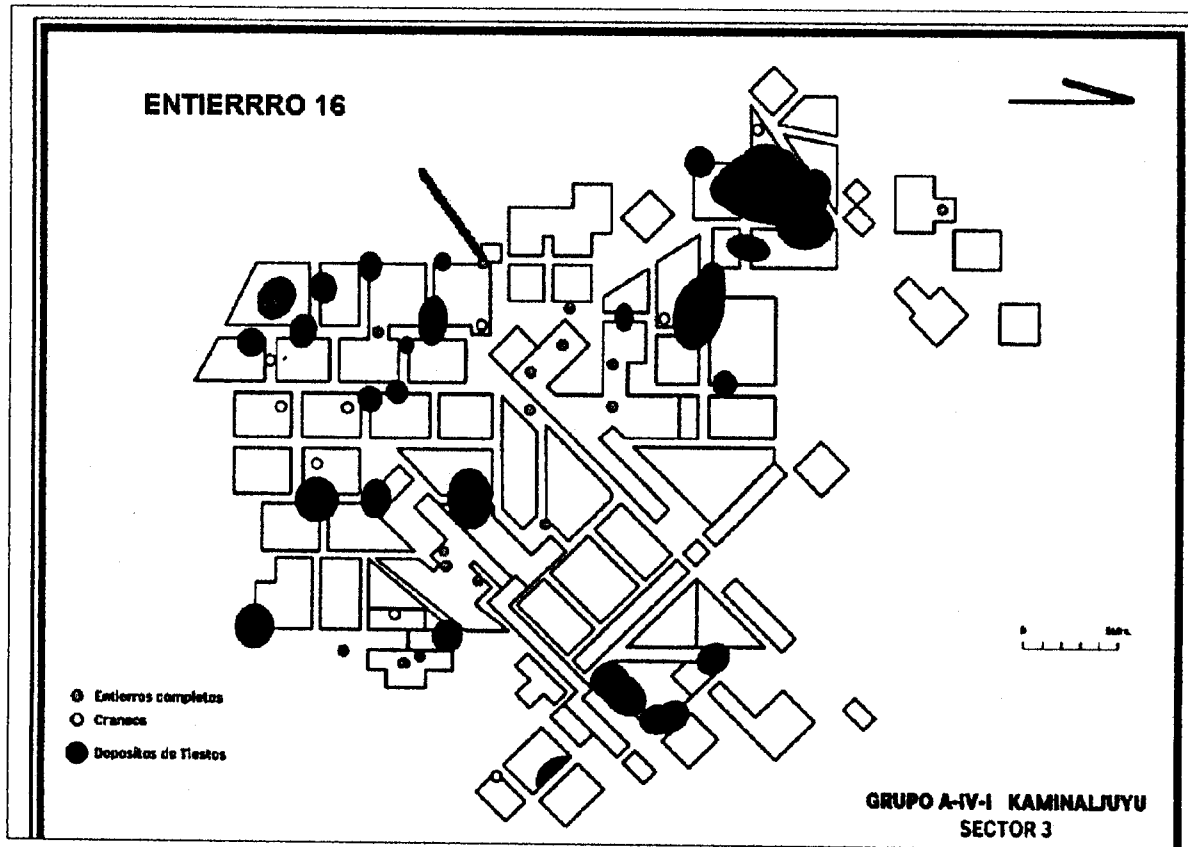 ENTIERRRO 16
Entierros completos
Craneos
Depositos de Tiestos
GRUPO A-IV-I KAMINALJUYU
SECTOR 3